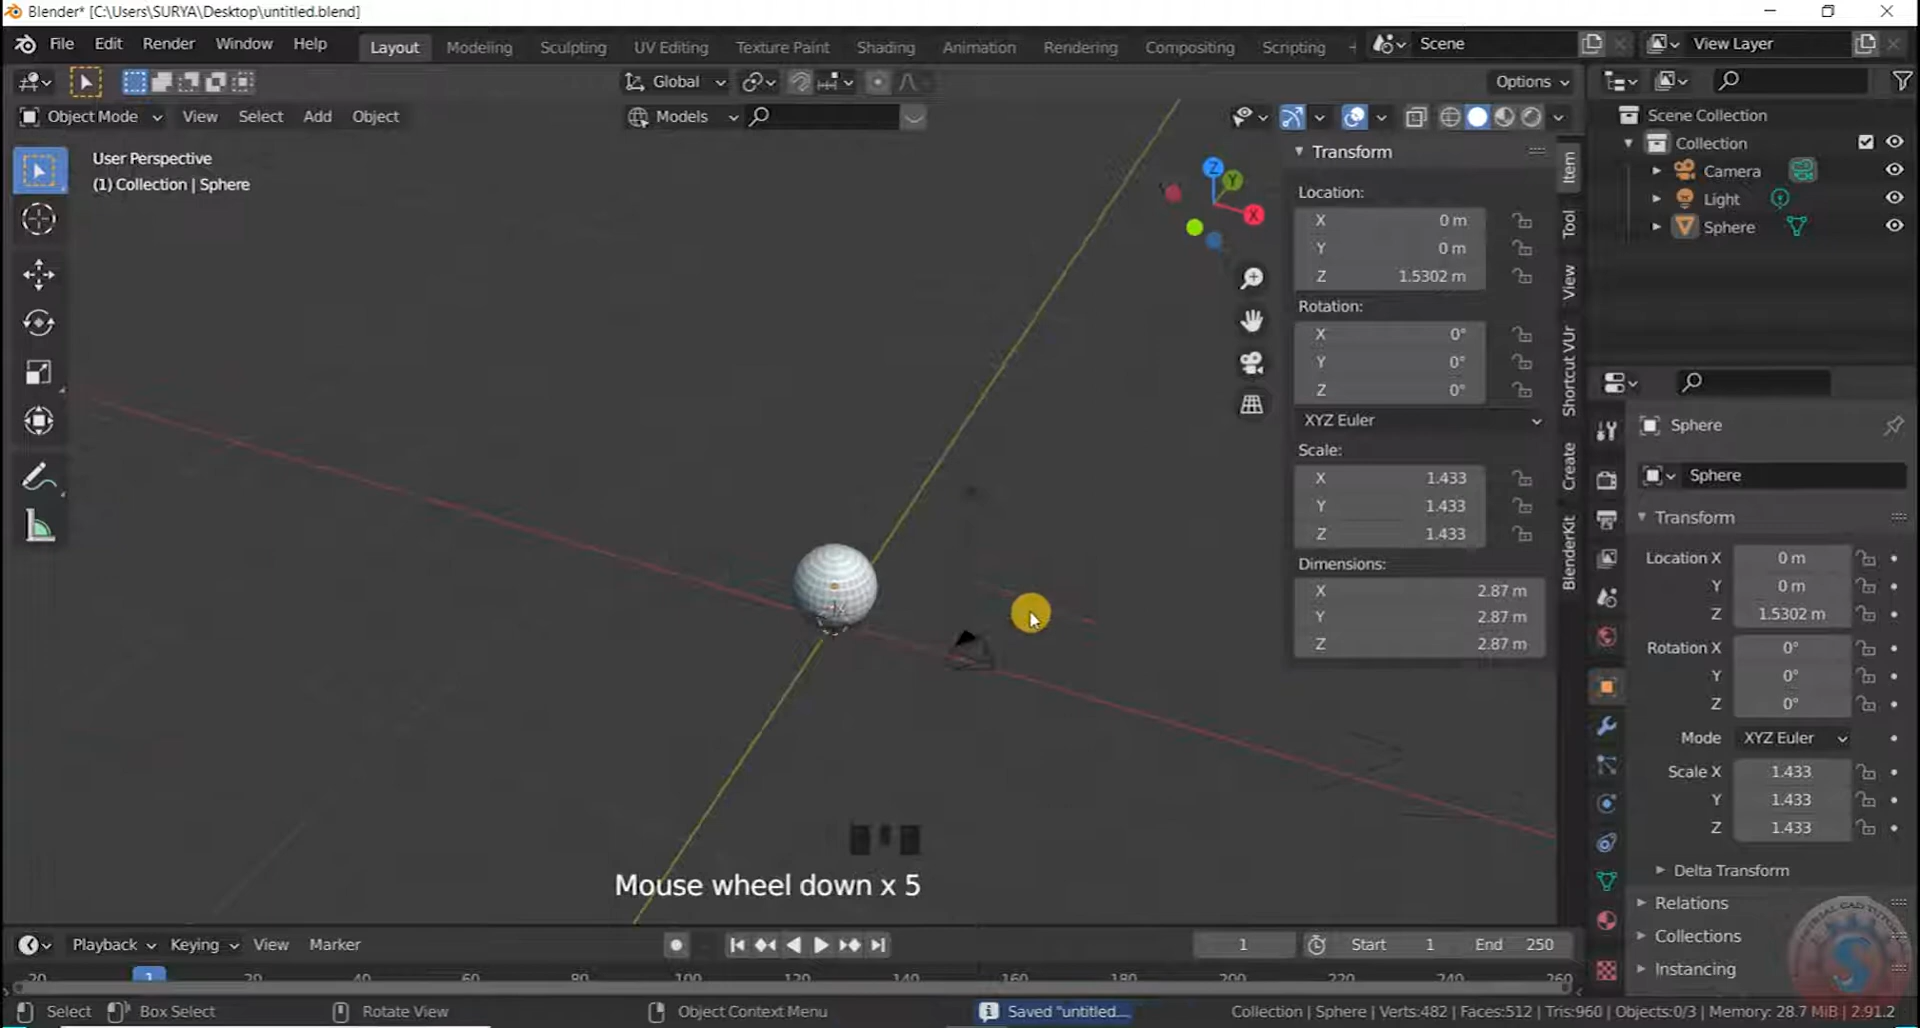 Blender* [C:\Users\SURYA\Desktop\untitled.blend]
File Edit Render Window Help Layout Modeling Sculpting UV Editing Texture Paint Shading Animation Rendering Compositing Scripting Scene View Layer
Global Options
Object Mode View Select Add Object Models
User Perspective
(1) Collection | Sphere
Z
Y
X
Transform
Location:
X 0 m
Y 0 m
Z 1.5302 m
Rotation:
X 0°
Y 0°
Z 0°
XYZ Euler
Scale:
X 1.433
Y 1.433
Z 1.433
Dimensions:
X 2.87 m
Y 2.87 m
Z 2.87 m
Item
Tool
View
Shortcut VUr
Create
BlenderKit
Scene Collection
Collection
Camera
Light
Sphere
Sphere
Sphere
Transform
Location X 0 m
Y 0 m
Z 1.5302 m
Rotation X 0°
Y 0°
Z 0°
Mode XYZ Euler
Scale X 1.433
Y 1.433
Z 1.433
Delta Transform
Relations
Collections
Instancing
Mouse wheel down x 5
Playback Keying View Marker 1 Start 1 End 250
-20 1 20 40 60 80 100 120 140 160 180 200 220 240 260
Select Box Select Rotate View Object Context Menu Saved "untitled.... Collection | Sphere | Verts:482 | Faces:512 | Tris:960 | Objects:0/3 | Memory: 28.7 MiB | 2.91.2